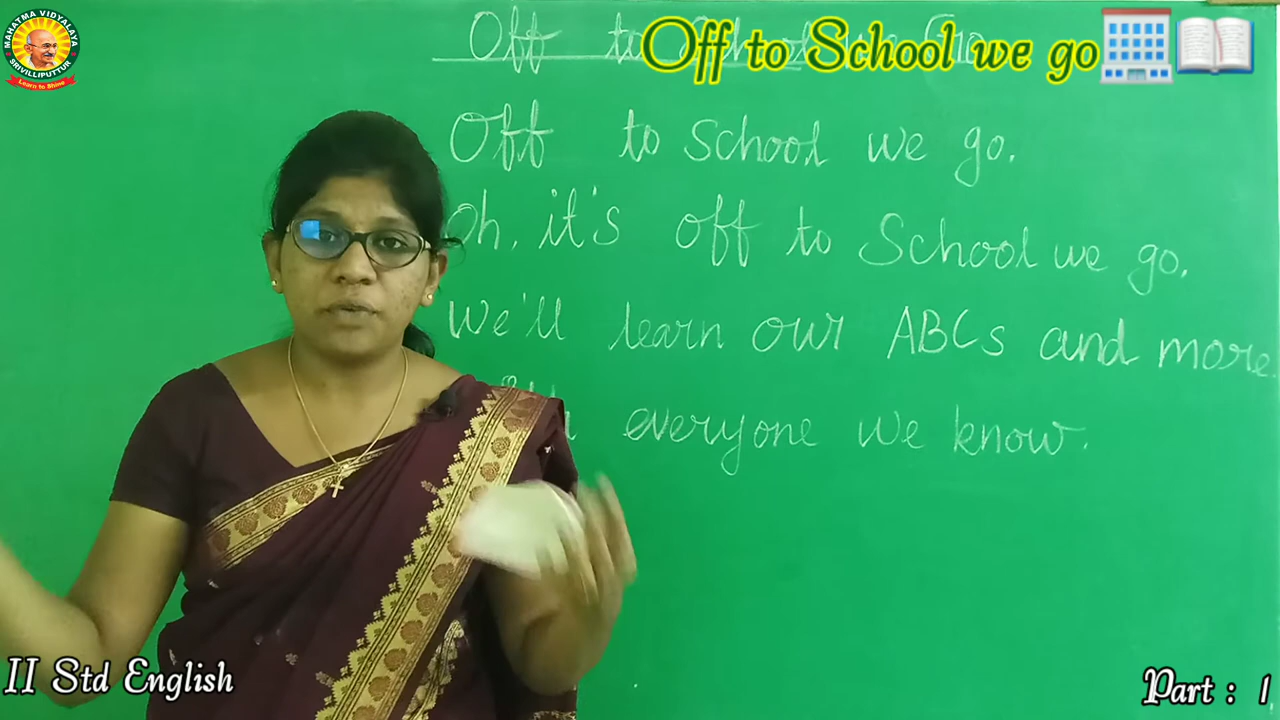 MAHATMA VIDYALAYA
SRIVILLIPUTTUR
Learn to Shine
Off to School we go
Off to
Off to School we go.
Oh, it's off to School we go.
We'll learn our ABCs and more.
everyone we know.
II Std English
Part : 1